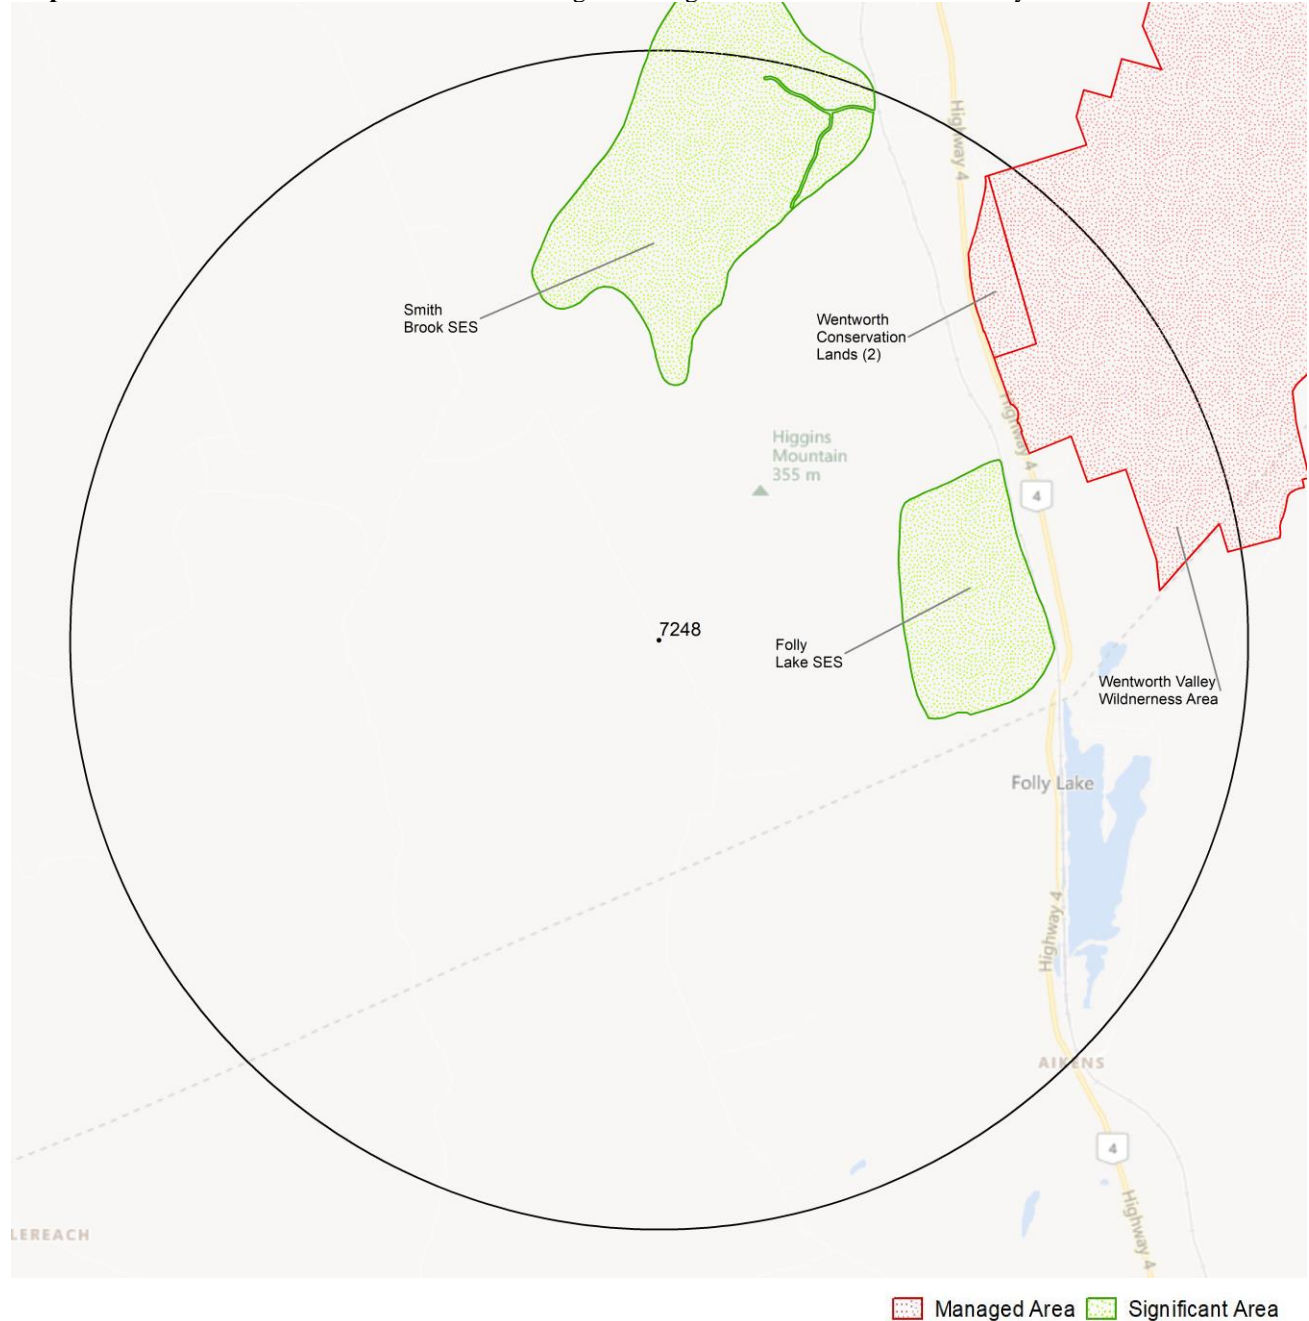 Highway 4
Smith
Brook SES
Wentworth
Conservation
Lands (2)
Highway 4
Higgins
Mountain
355 m
4
7248
Folly
Lake SES
Wentworth Valley
Wildnerness Area
Folly Lake
Highway 4
AIKENS
4
Highway 4
LEREACH
Managed Area
Significant Area